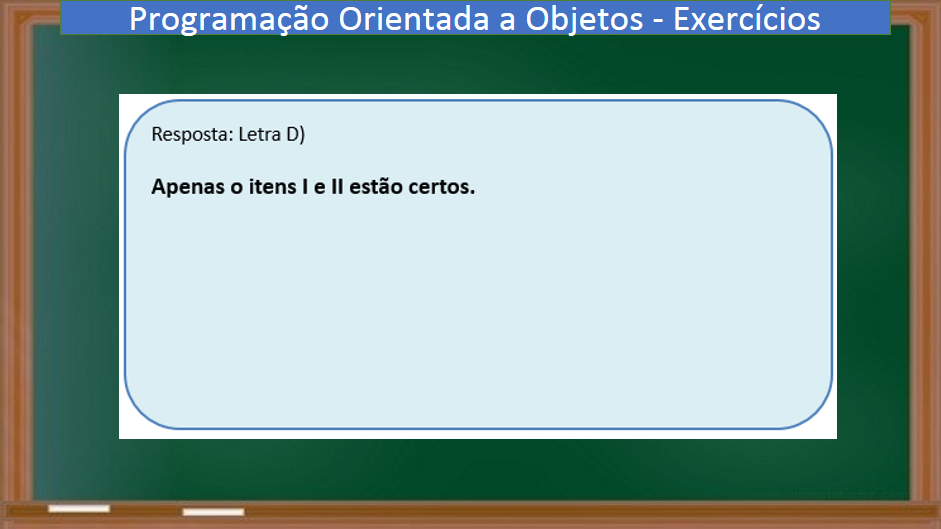 Programação Orientada a Objetos - Exercícios
Resposta: Letra D)
Apenas o itens I e II estão certos.